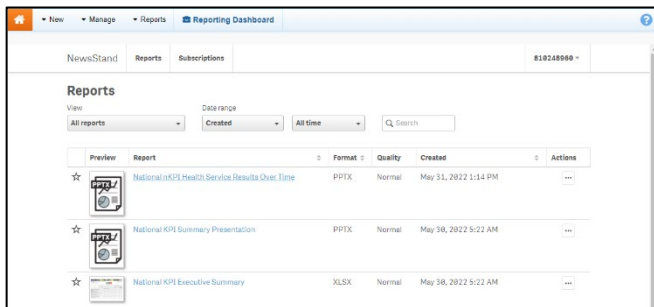 New Manage Reports Reporting Dashboard ?
NewsStand Reports Subscriptions 810248960
Reports
View Date range
All reports Created All time Search
Preview Report Format Quality Created Actions
PPTX National nKPI Health Service Results Over Time PPTX Normal May 31, 2022 1:14 PM ...
PPTX National KPI Summary Presentation PPTX Normal May 30, 2022 5:22 AM ...
National KPI Executive Summary XLSX Normal May 30, 2022 5:22 AM ...